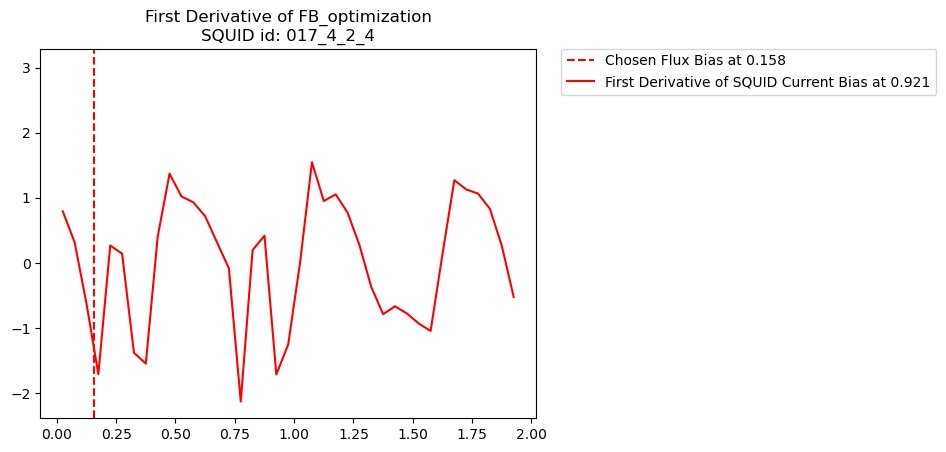 First Derivative of FB_optimization
SQUID id: 017_4_2_4
Chosen Flux Bias at 0.158
First Derivative of SQUID Current Bias at 0.921
3
2
1
0
−1
−2
0.00 0.25 0.50 0.75 1.00 1.25 1.50 1.75 2.00